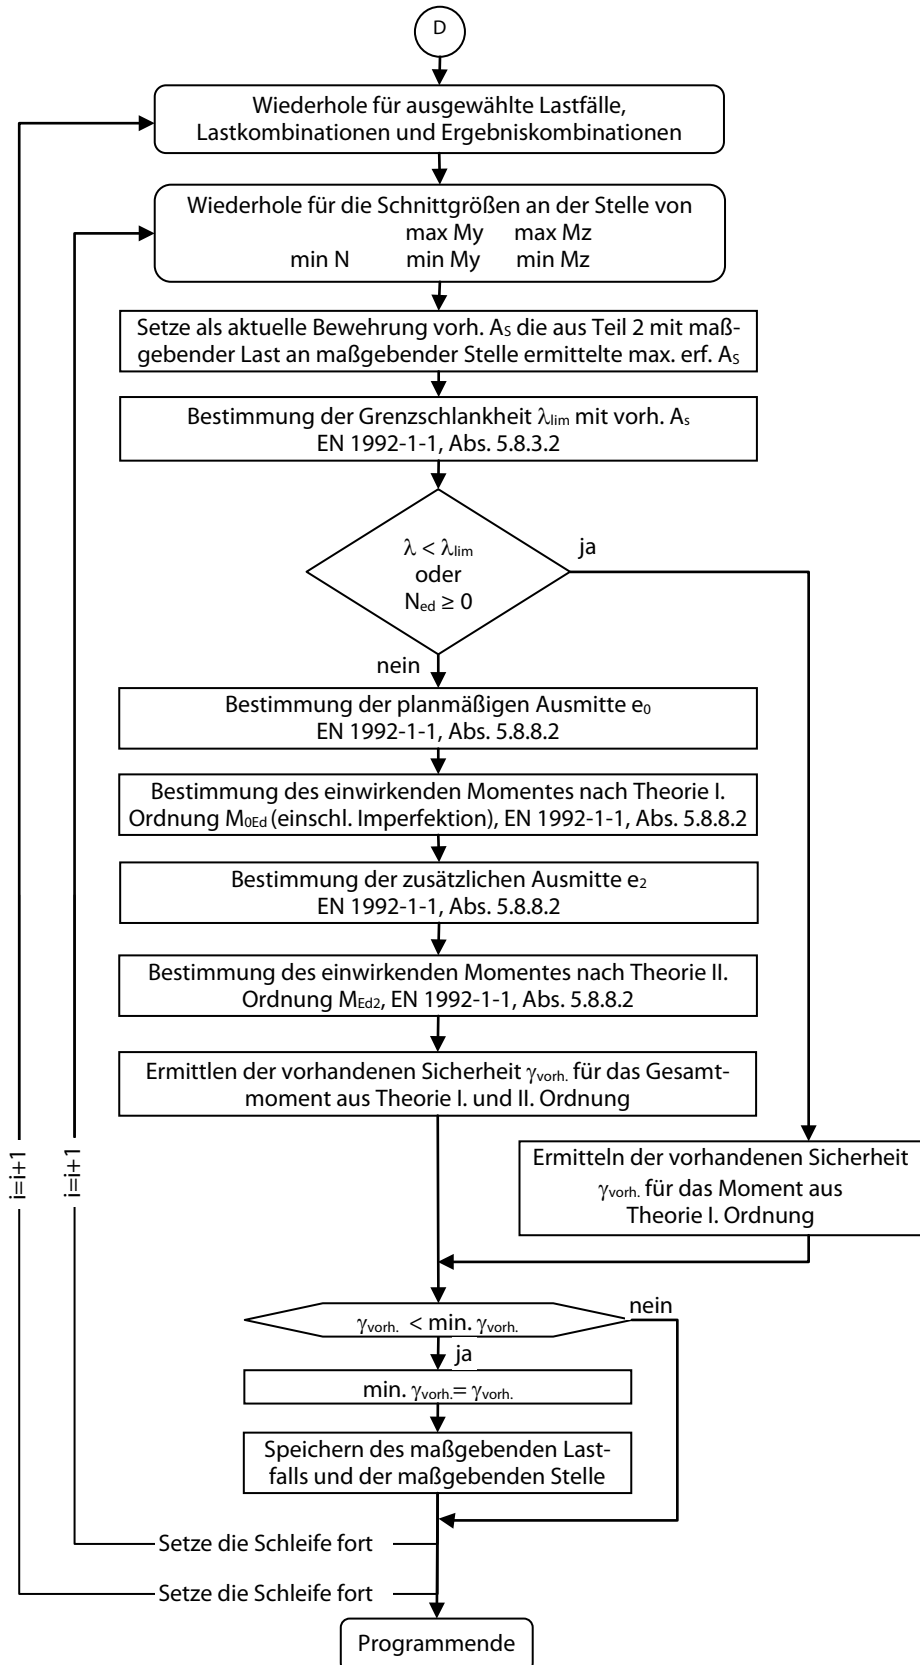 D
Wiederhole für ausgewählte Lastfälle,
Lastkombinationen und Ergebniskombinationen
Wiederhole für die Schnittgrößen an der Stelle von
max My max Mz
min N min My min Mz
Setze als aktuelle Bewehrung vorh. As die aus Teil 2 mit maß-
gebender Last an maßgebender Stelle ermittelte max. erf. As
Bestimmung der Grenzschlankheit λlim mit vorh. As
EN 1992-1-1, Abs. 5.8.3.2
λ < λlim
oder
Ned ≥ 0
ja
nein
Bestimmung der planmäßigen Ausmitte e0
EN 1992-1-1, Abs. 5.8.8.2
Bestimmung des einwirkenden Momentes nach Theorie I.
Ordnung M0Ed (einschl. Imperfektion), EN 1992-1-1, Abs. 5.8.8.2
Bestimmung der zusätzlichen Ausmitte e2
EN 1992-1-1, Abs. 5.8.8.2
Bestimmung des einwirkenden Momentes nach Theorie II.
Ordnung MEd2, EN 1992-1-1, Abs. 5.8.8.2
Ermittlen der vorhandenen Sicherheit γvorh. für das Gesamt-
moment aus Theorie I. und II. Ordnung
i=i+1
i=i+1
Ermitteln der vorhandenen Sicherheit
γvorh. für das Moment aus
Theorie I. Ordnung
γvorh. < min. γvorh.
nein
ja
min. γvorh.= γvorh.
Speichern des maßgebenden Last-
falls und der maßgebenden Stelle
Setze die Schleife fort
Setze die Schleife fort
Programmende